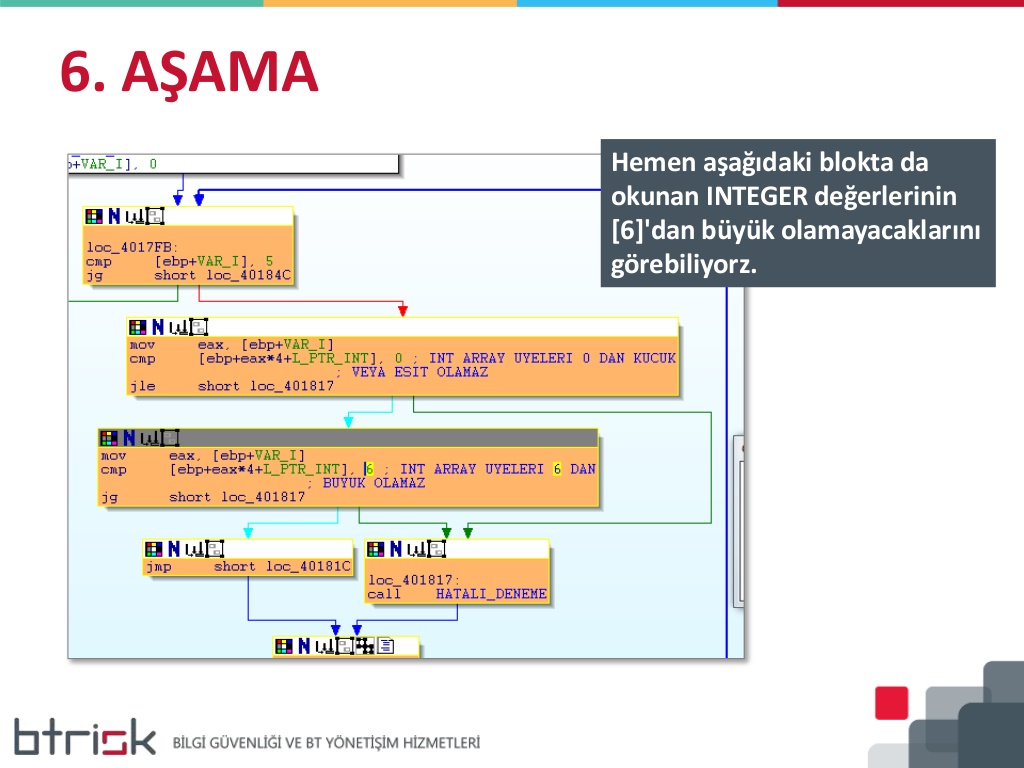 6. AŞAMA
Hemen aşağıdaki blokta da
okunan INTEGER değerlerinin
[6]'dan büyük olamayacaklarını
görebiliyorz.
+VAR_I], 0
loc_4017FB:
cmp [ebp+VAR_I], 5
jg short loc_40184C
mov eax, [ebp+VAR_I]
cmp [ebp+eax*4+L_PTR_INT], 0 ; INT ARRAY UYELERI 0 DAN KUCUK
; VEYA ESIT OLAMAZ
jle short loc_401817
mov eax, [ebp+VAR_I]
cmp [ebp+eax*4+L_PTR_INT], 6 ; INT ARRAY UYELERI 6 DAN
; BUYUK OLAMAZ
jg short loc_401817
jmp short loc_40181C
loc_401817:
call HATALI_DENEME
btrisk BİLGİ GÜVENLİĞİ VE BT YÖNETİŞİM HİZMETLERİ